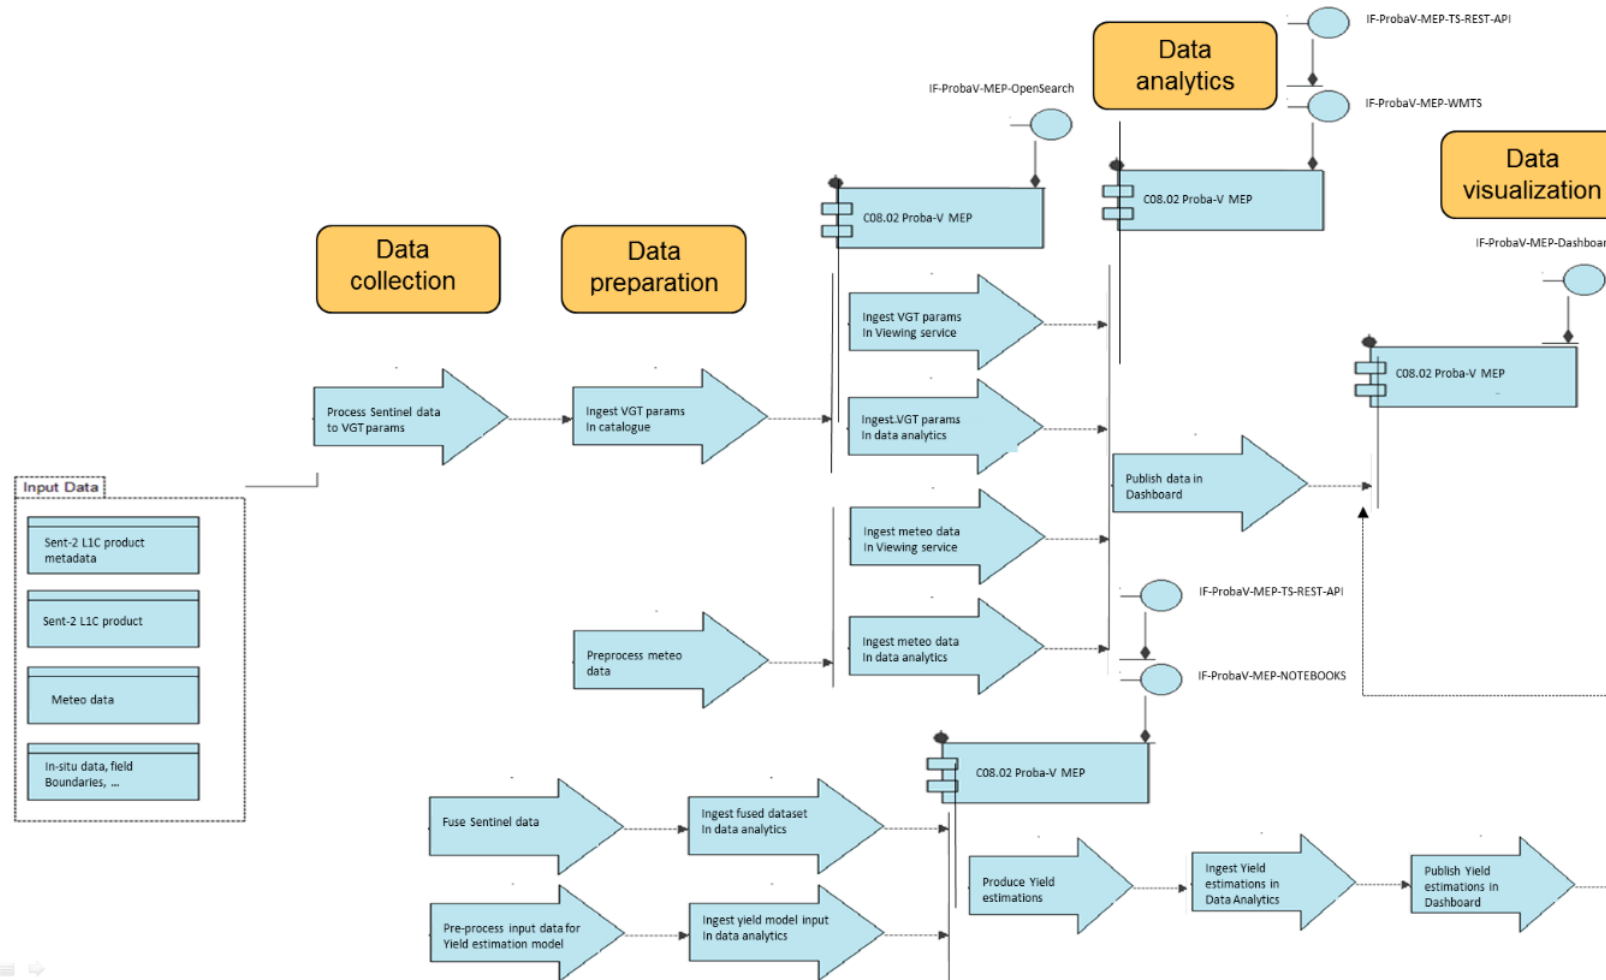 IF-ProbaV-MEP-TS-REST-API
Data
analytics
IF-ProbaV-MEP-OpenSearch
IF-ProbaV-MEP-WMTS
Data
visualization
C08.02 Proba-V MEP
C08.02 Proba-V MEP
IF-ProbaV-MEP-Dashboar
Data
collection
Data
preparation
Ingest VGT params
In Viewing service
C08.02 Proba-V MEP
Process Sentinel data
to VGT params
Ingest VGT params
In catalogue
Ingest VGT params
In data analytics
Publish data in
Dashboard
Input Data
Sent-2 L1C product
metadata
Sent-2 L1C product
Meteo data
In-situ data, field
Boundaries, ...
Ingest meteo data
In Viewing service
Preprocess meteo
data
Ingest meteo data
In data analytics
IF-ProbaV-MEP-TS-REST-API
IF-ProbaV-MEP-NOTEBOOKS
C08.02 Proba-V MEP
Fuse Sentinel data
Ingest fused dataset
In data analytics
Produce Yield
estimations
Ingest Yield
estimations in
Data Analytics
Publish Yield
estimations in
Dashboard
Pre-process input data for
Yield estimation model
Ingest yield model input
In data analytics